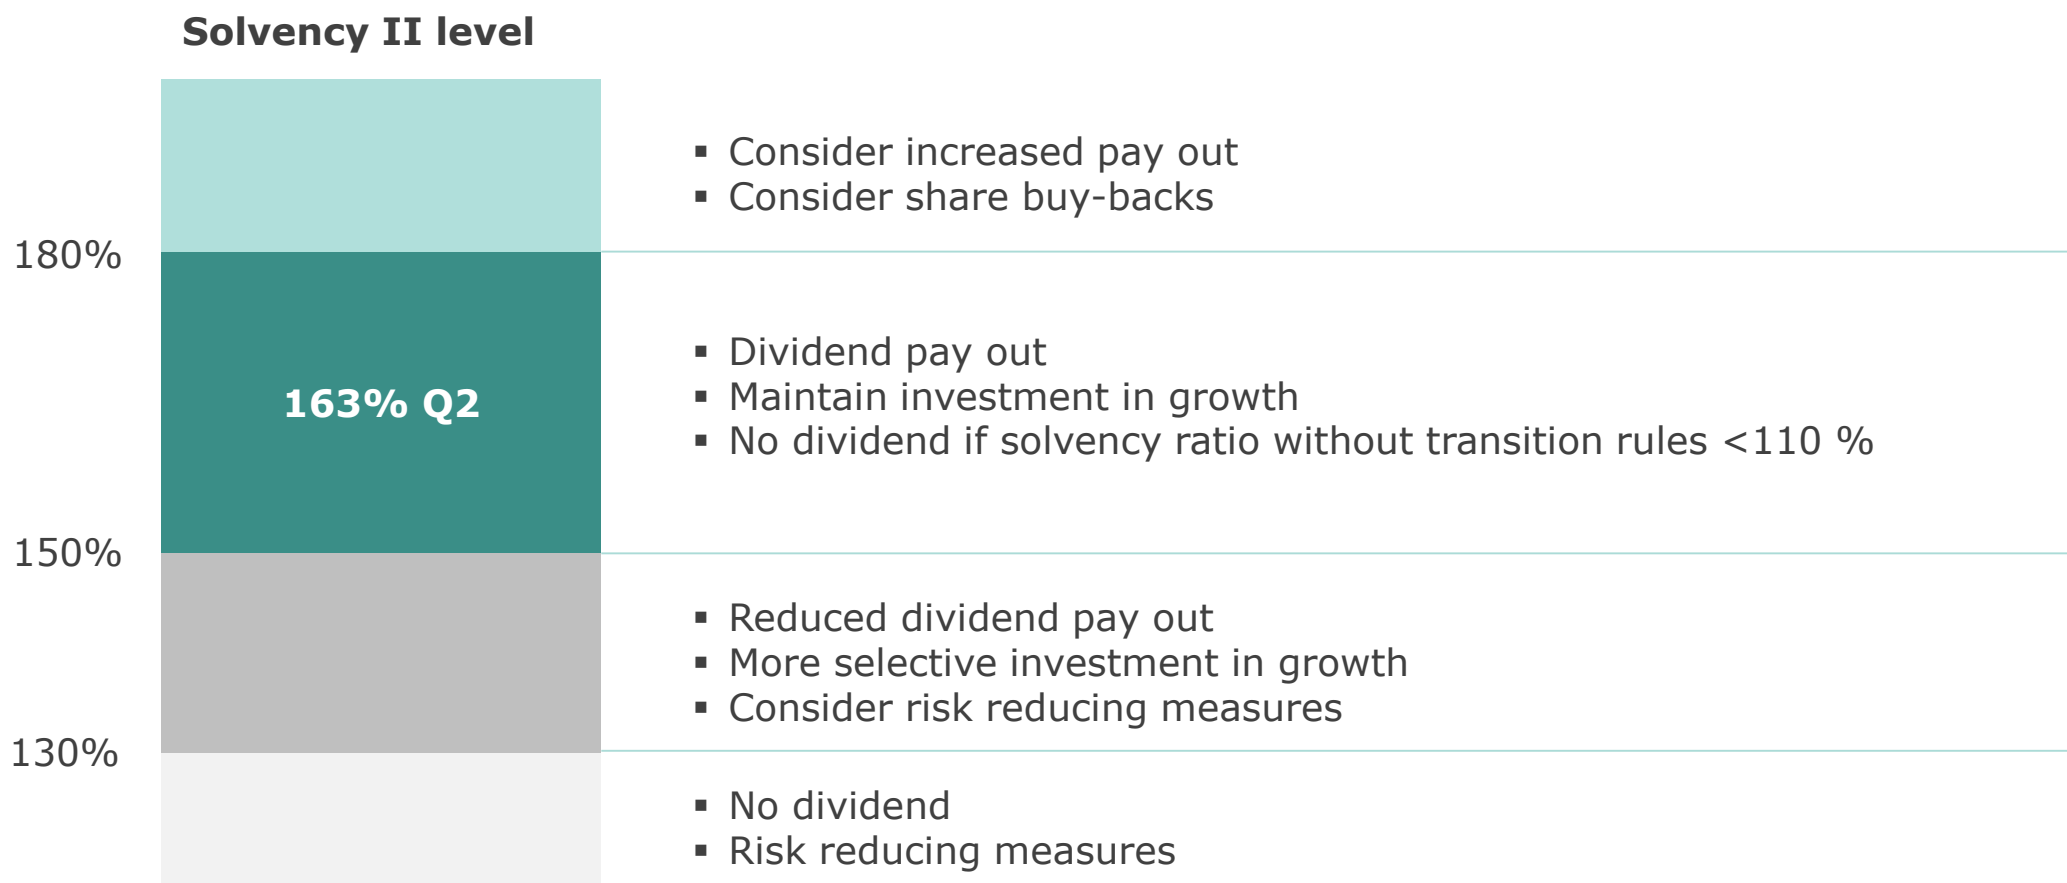 Solvency II level
▪ Consider increased pay out
▪ Consider share buy-backs
180%
163% Q2
▪ Dividend pay out
▪ Maintain investment in growth
▪ No dividend if solvency ratio without transition rules <110 %
150%
▪ Reduced dividend pay out
▪ More selective investment in growth
▪ Consider risk reducing measures
130%
▪ No dividend
▪ Risk reducing measures